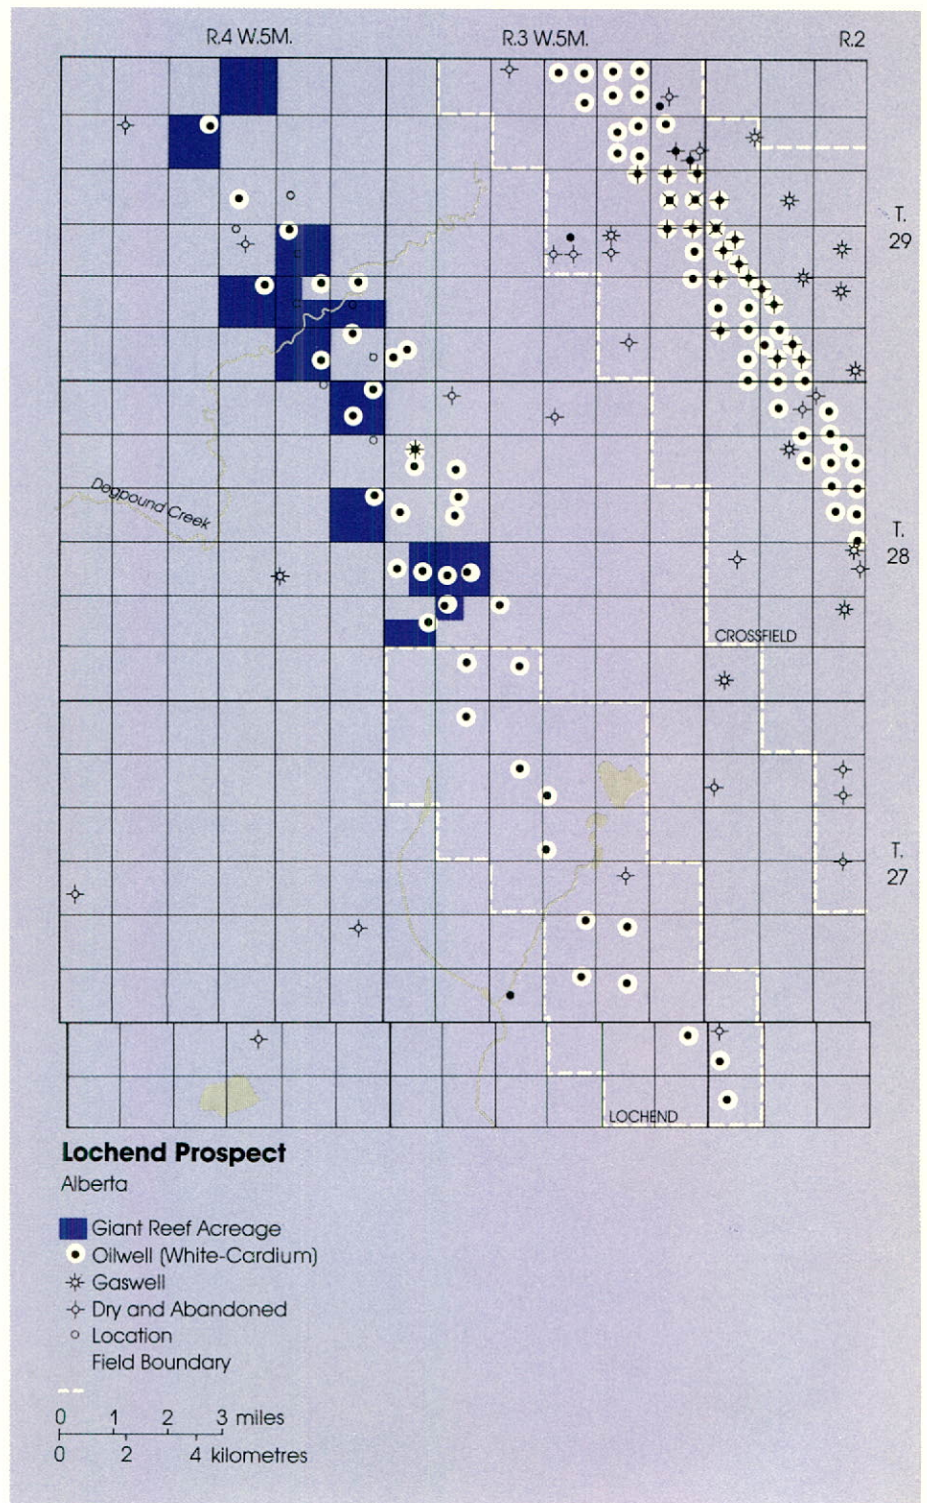 R.4 W.5M. R.3 W.5M. R.2
T.
29
Dogpound Creek
T.
28
CROSSFIELD
T.
27
LOCHEND
Lochend Prospect
Alberta
Giant Reef Acreage
Oilwell (White-Cardium)
Gaswell
Dry and Abandoned
Location
Field Boundary
0 1 2 3 miles
0 2 4 kilometres